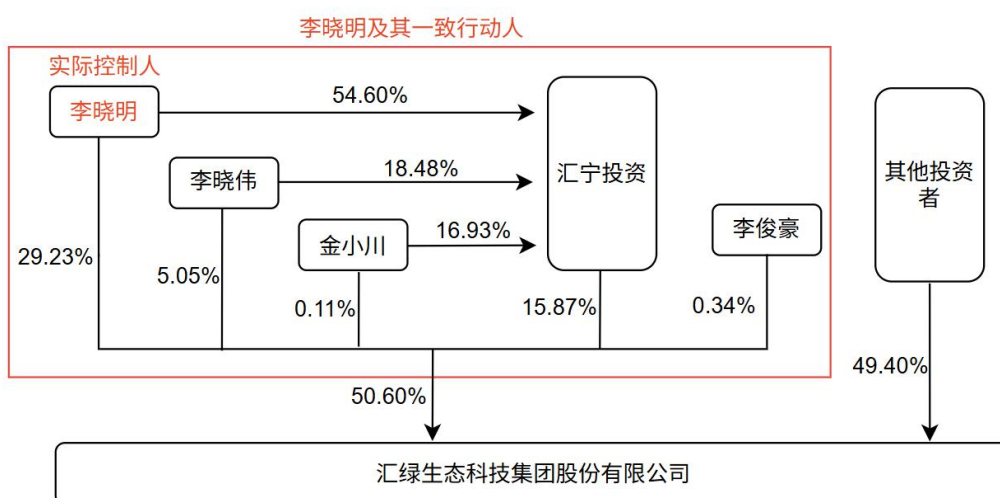 李晓明及其一致行动人
实际控制人
李晓明
54.60%
李晓伟
18.48%
汇宁投资
其他投资
者
金小川
16.93%
李俊豪
29.23%
5.05%
0.11%
15.87%
0.34%
50.60%
49.40%
汇绿生态科技集团股份有限公司